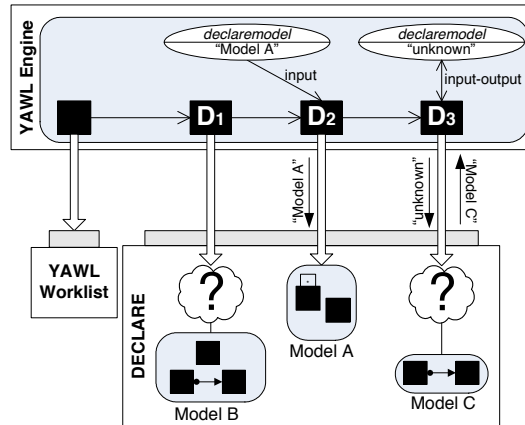 YAWL Engine
declaremodel
"Model A"
declaremodel
"unknown"
input
input-output
D1
D2
D3
"Model A"
"unknown"
"Model C"
YAWL
Worklist
DECLARE
?
?
Model A
Model B
Model C